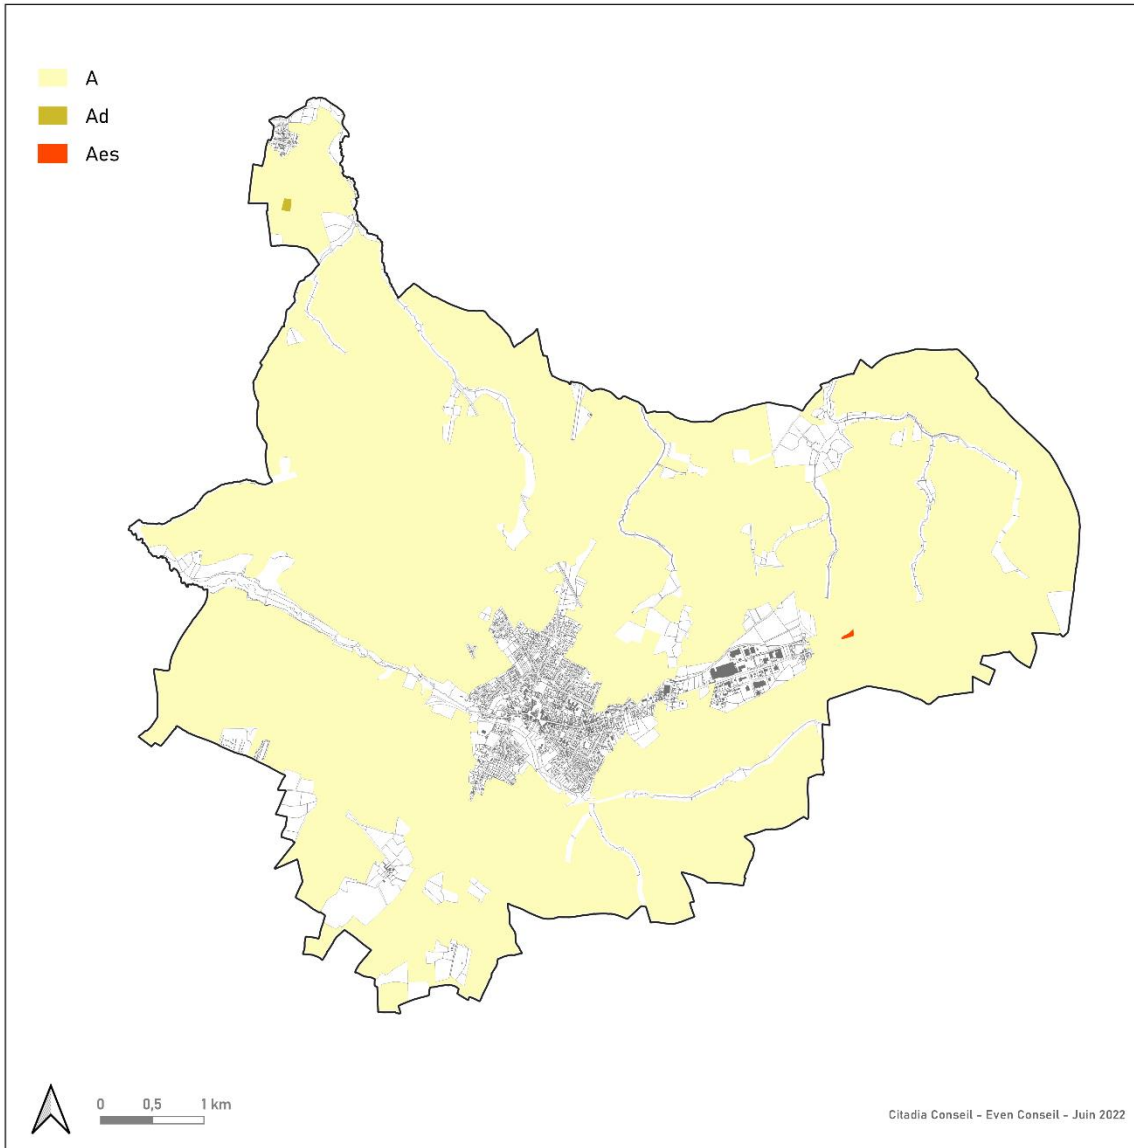 A
Ad
Aes
0 0,5 1 km
Citadia Conseil – Even Conseil – Juin 2022